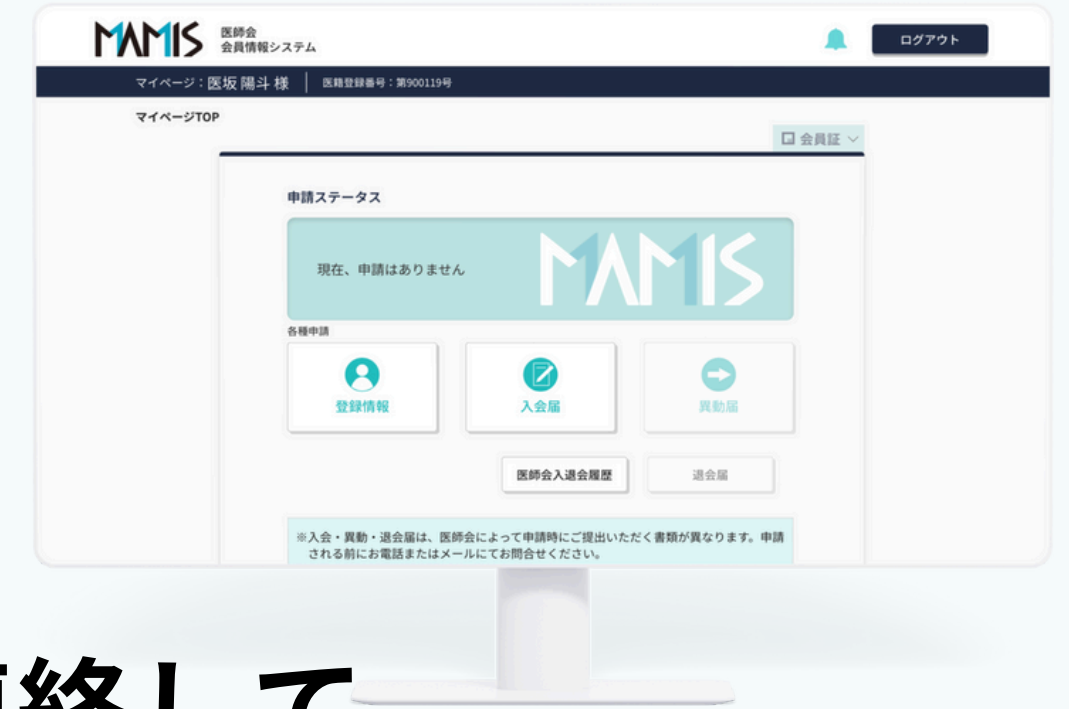 MAMIS
医師会
会員情報システム
ログアウト
マイページ：医坂 陽斗 様
医籍登録番号：第900119号
マイページTOP
会員証
申請ステータス
現在、申請はありません
MAMIS
各種申請
登録情報
入会届
異動届
医師会入退会履歴
退会届
※入会・異動・退会届は、医師会によって申請時にご提出いただく書類が異なります。申請
される前にお電話またはメールにてお問合せください。
絡して